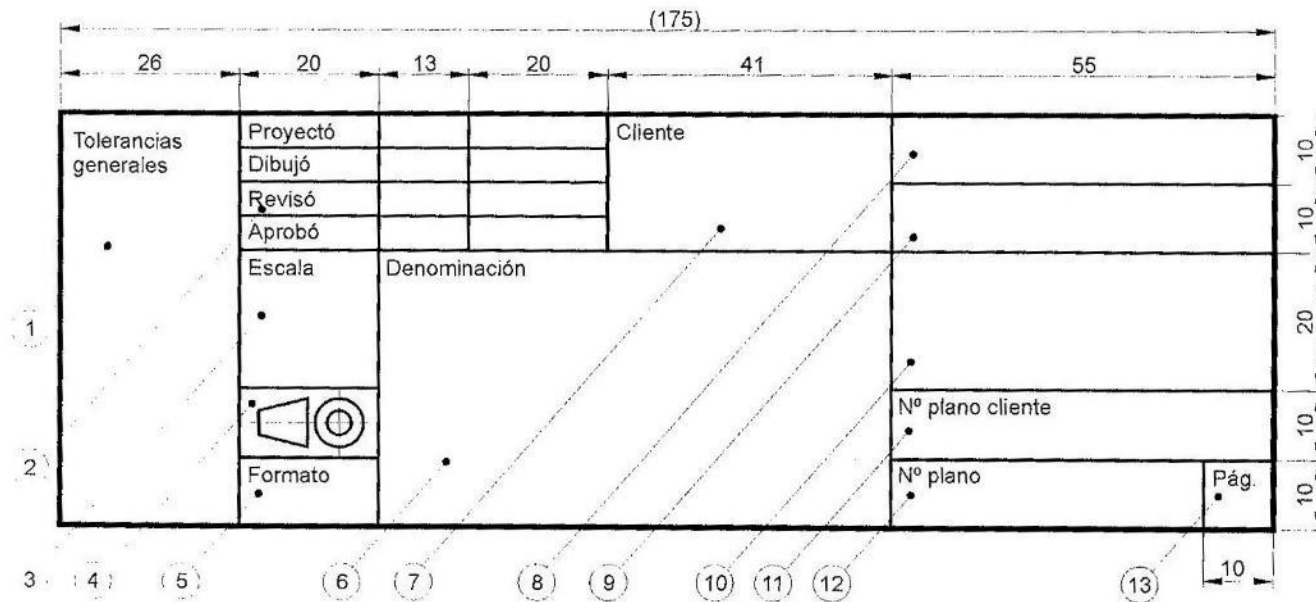 (175)
26 20 13 20 41 55
Tolerancias
generales
Proyectó
Dibujó
Revisó
Aprobó
Cliente
10
10
Escala
Denominación
20
1
Nº plano cliente
10
2
Formato
Nº plano
Pág.
10
3 4 5 6 7 8 9 10 11 12 13
10